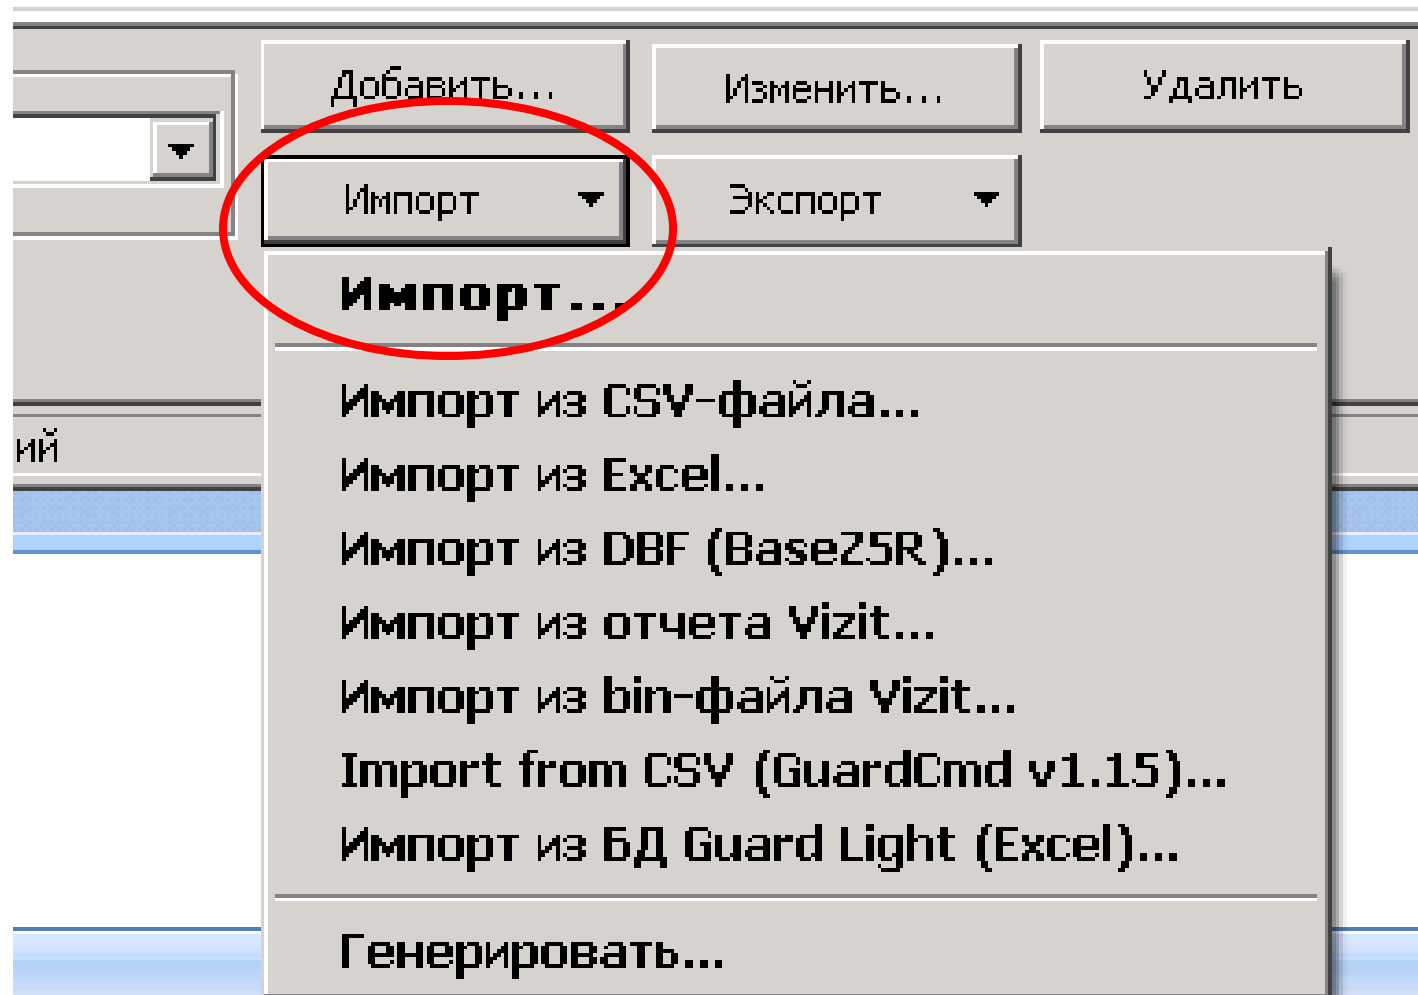 Добавить... Изменить... Удалить
Импорт Экспорт
Импорт...
Импорт из CSV-файла...
ий
Импорт из Excel...
Импорт из DBF (BaseZ5R)...
Импорт из отчета Vizit...
Импорт из bin-файла Vizit...
Import from CSV (GuardCmd v1.15)...
Импорт из БД Guard Light (Excel)...
Генерировать...